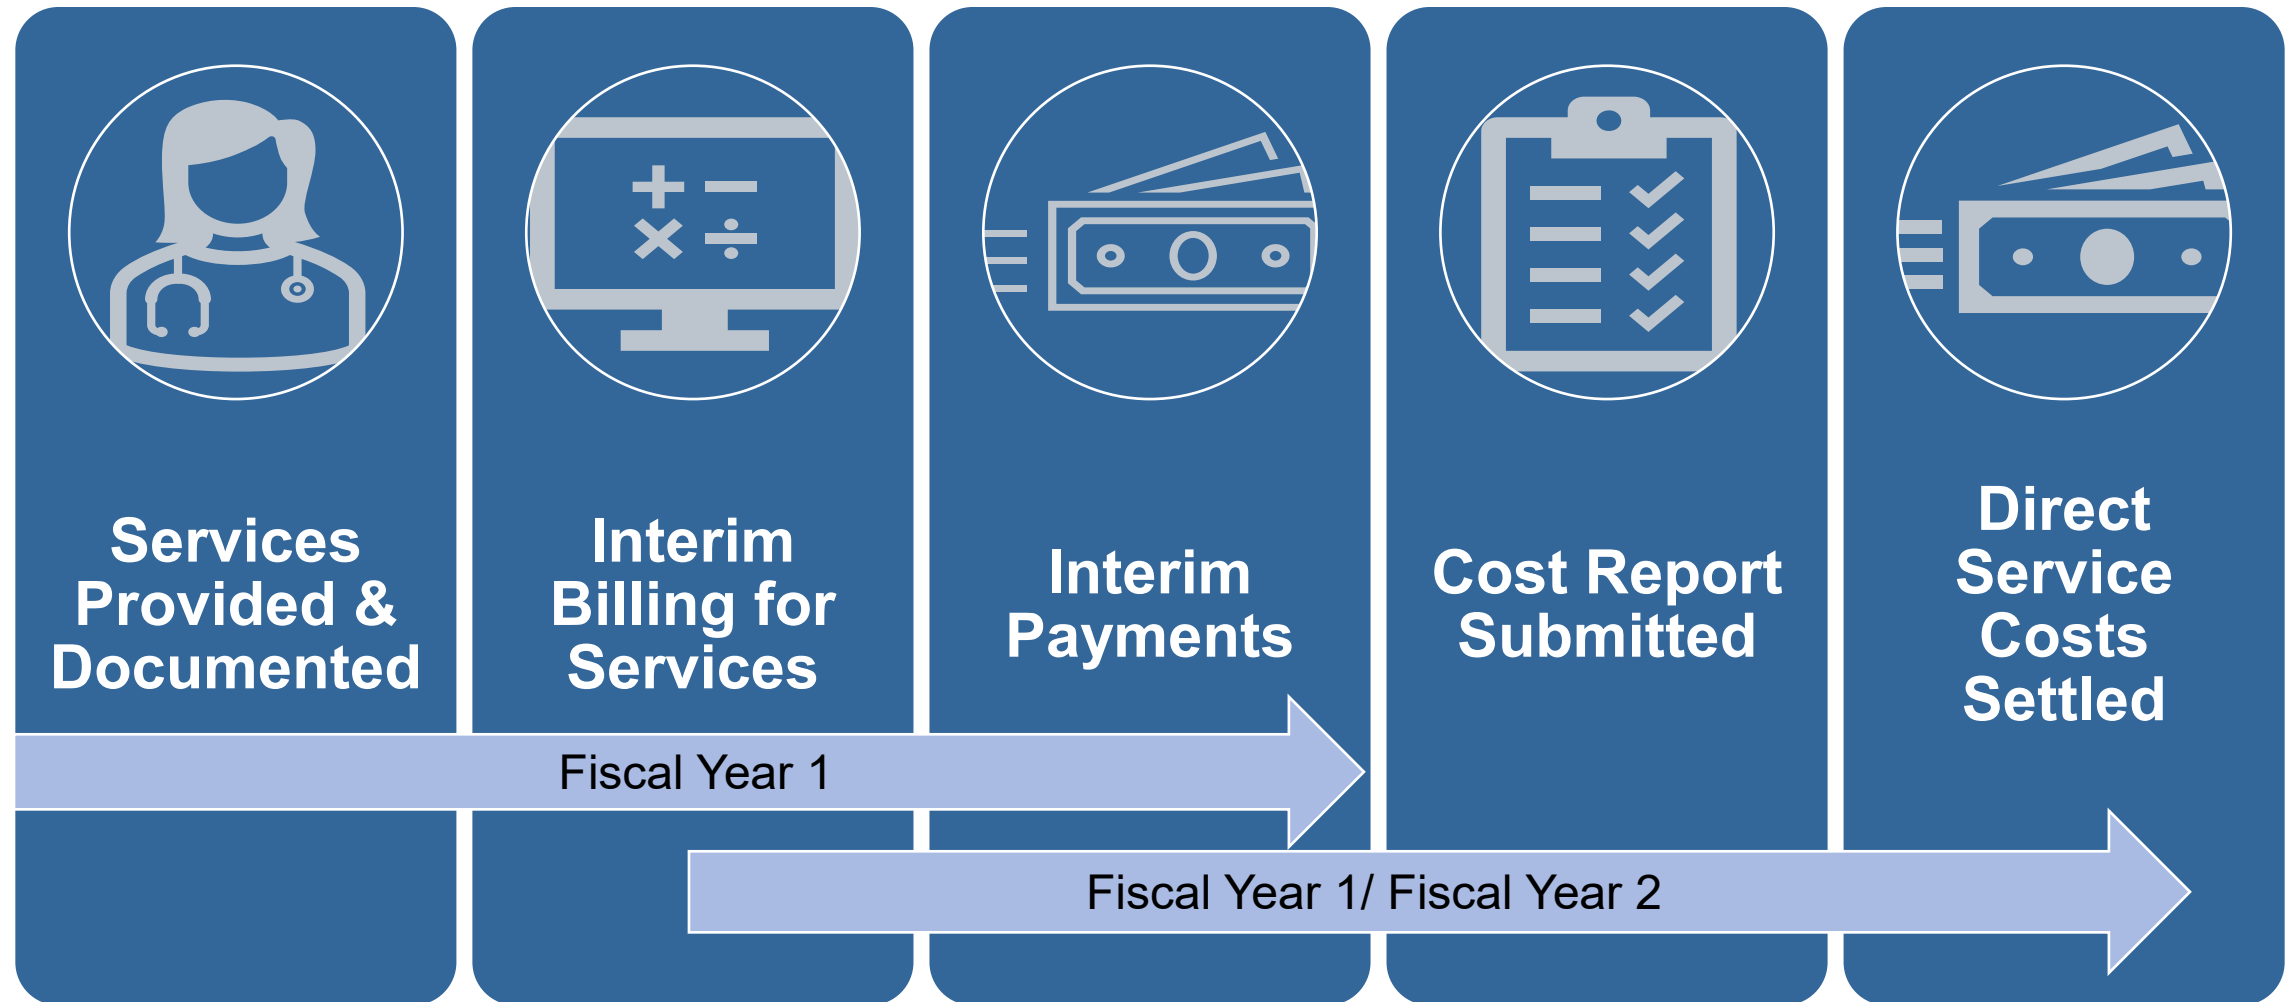 Services
Provided &
Documented
Interim
Billing for
Services
Interim
Payments
Cost Report
Submitted
Direct
Service
Costs
Settled
Fiscal Year 1
Fiscal Year 1/ Fiscal Year 2